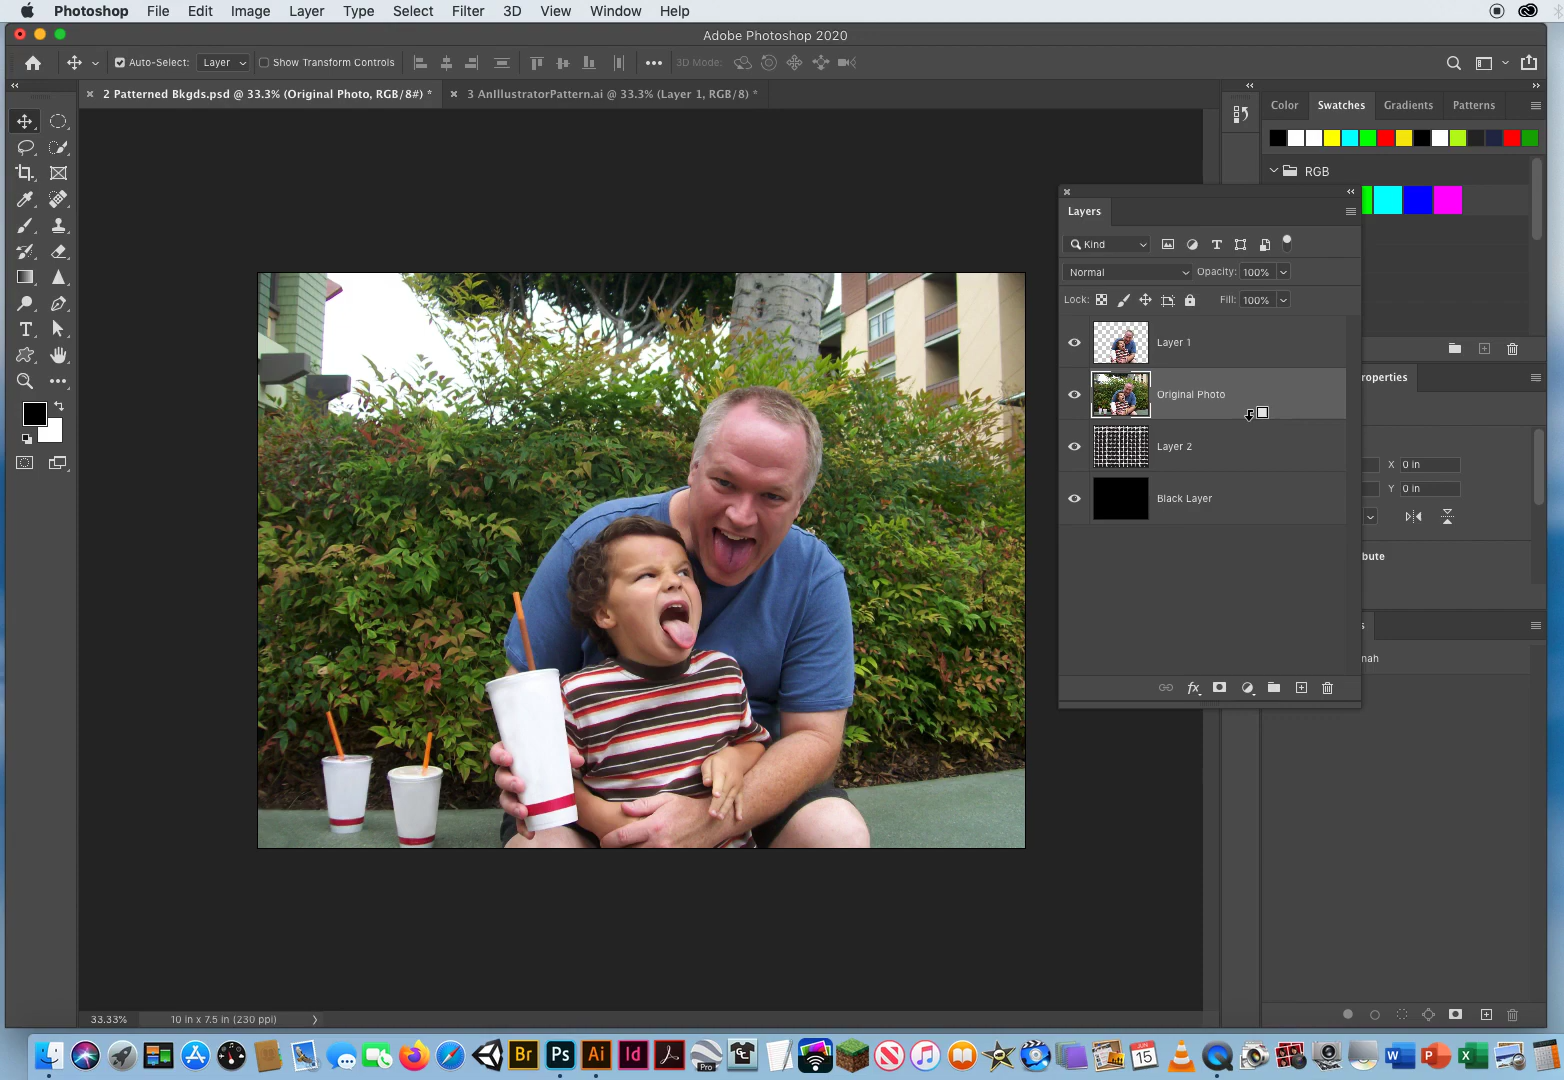 Photoshop File Edit Image Layer Type Select Filter 3D View Window Help
Adobe Photoshop 2020
Auto-Select: Layer Show Transform Controls 3D Mode:
2 Patterned Bkgds.psd @ 33.3% (Original Photo, RGB/8#) * 3 AnIllustratorPattern.ai @ 33.3% (Layer 1, RGB/8) *
Color Swatches Gradients Patterns
RGB
Layers
Kind
Normal Opacity: 100%
Lock: Fill: 100%
Layer 1
Original Photo
Layer 2
Black Layer
roperties
X 0 in
Y 0 in
bute
s
nah
33.33% 10 in x 7.5 in (230 ppi)
Br Ps Ai Id Pro GC JUN 15 W P X